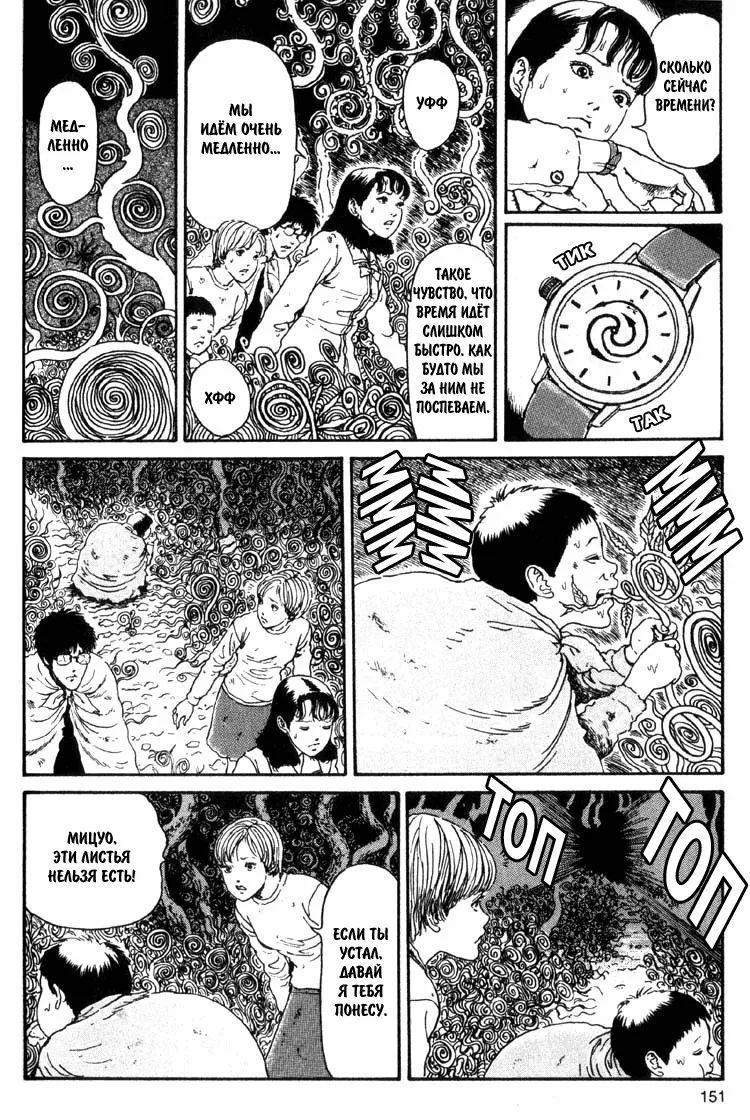 СКОЛЬКО
СЕЙЧАС
ВРЕМЕНИ?
ТИК
ТАК
УФФ
ТАКОЕ
ЧУВСТВО, ЧТО
ВРЕМЯ ИДЁТ
СЛИШКОМ
БЫСТРО. КАК
БУДТО МЫ
ЗА НИМ НЕ
ПОСПЕВАЕМ.
МЫ
ИДЁМ ОЧЕНЬ
МЕДЛЕННО...
ХФФ
МЕД-
ЛЕННО
...
МММ
МММ
МММ
ТОП
ТОП
ЕСЛИ ТЫ
УСТАЛ,
ДАВАЙ
Я ТЕБЯ
ПОНЕСУ.
МИЦУО,
ЭТИ ЛИСТЬЯ
НЕЛЬЗЯ ЕСТЬ!
151